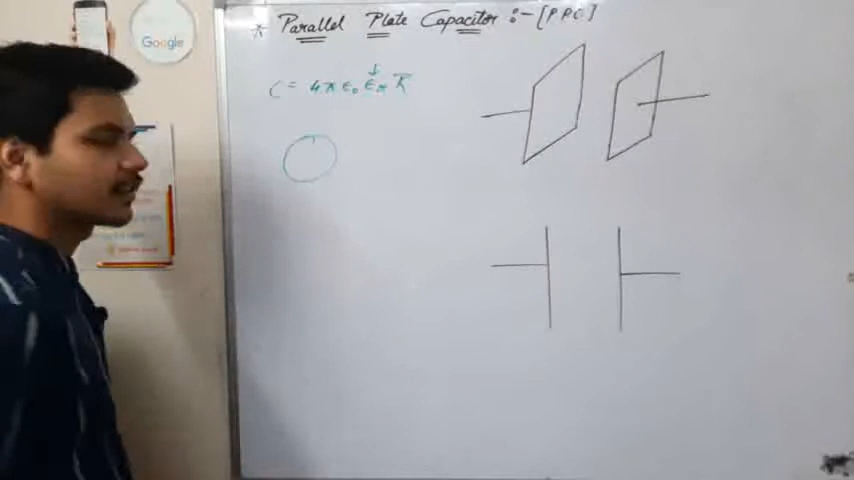 * Parallel Plate Capacitor :- [PPC]
C = 4π ε₀ εᵣ R
Google